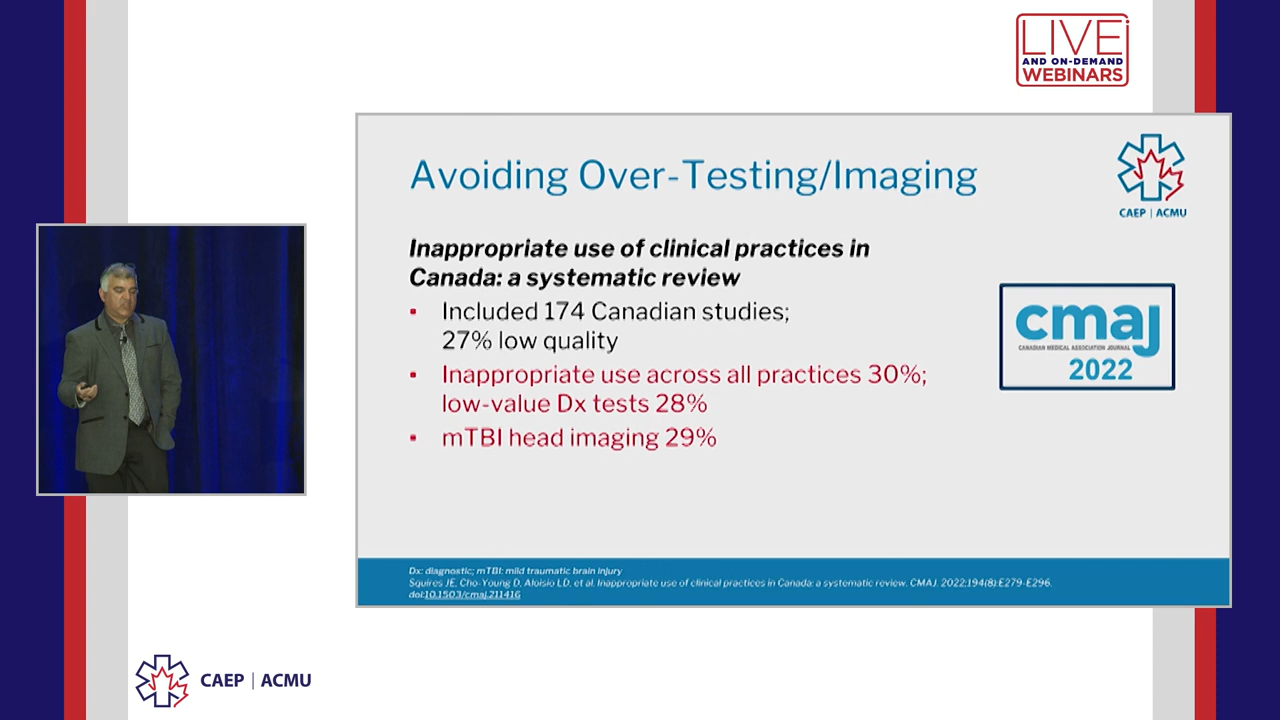 LIVE
AND ON-DEMAND
WEBINARS
Avoiding Over-Testing/Imaging
CAEP | ACMU
Inappropriate use of clinical practices in
Canada: a systematic review
• Included 174 Canadian studies;
27% low quality
• Inappropriate use across all practices 30%;
low-value Dx tests 28%
• mTBI head imaging 29%
cmaj
CANADIAN MEDICAL ASSOCIATION JOURNAL
2022
Dx: diagnostic; mTBI: mild traumatic brain injury
Squires JE, Cho-Young D, Aloisio LD, et al. Inappropriate use of clinical practices in Canada: a systematic review. CMAJ. 2022;194(8):E279-E296.
doi:10.1503/cmaj.211416
CAEP | ACMU